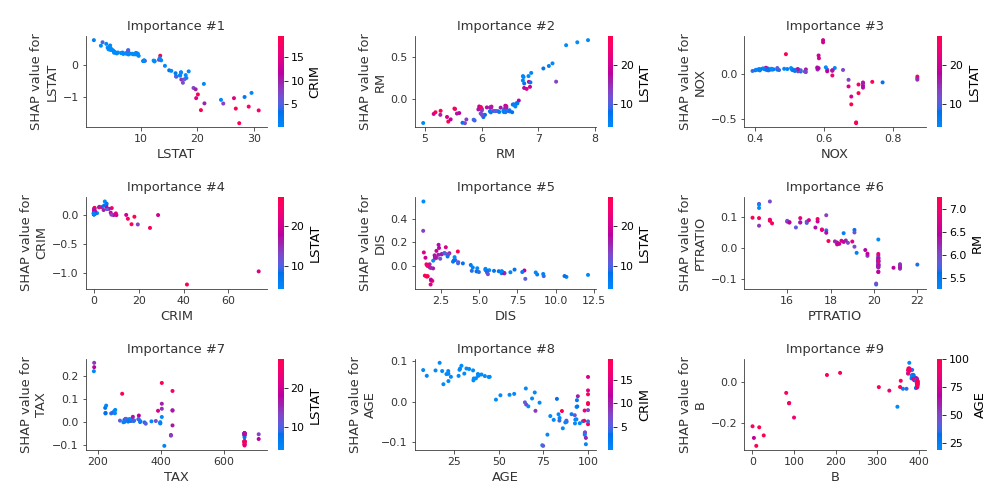 Importance #1
SHAP value for
LSTAT
0
−1
10
20
30
LSTAT
15
10
5
CRIM
Importance #2
SHAP value for
RM
0.5
0.0
5
6
7
8
RM
20
10
LSTAT
Importance #3
SHAP value for
NOX
0.0
−0.5
0.4
0.6
0.8
NOX
20
10
LSTAT
Importance #4
SHAP value for
CRIM
0.0
−0.5
−1.0
0
20
40
60
CRIM
20
10
LSTAT
Importance #5
SHAP value for
DIS
0.4
0.2
0.0
2.5
5.0
7.5
10.0
12.5
DIS
20
10
LSTAT
Importance #6
SHAP value for
PTRATIO
0.1
0.0
−0.1
16
18
20
22
PTRATIO
7.0
6.5
6.0
5.5
RM
Importance #7
SHAP value for
TAX
0.2
0.1
0.0
−0.1
200
400
600
TAX
20
10
LSTAT
Importance #8
SHAP value for
AGE
0.1
0.0
−0.1
25
50
75
100
AGE
15
10
5
CRIM
Importance #9
SHAP value for
B
0.0
−0.2
0
100
200
300
400
B
100
75
50
25
AGE